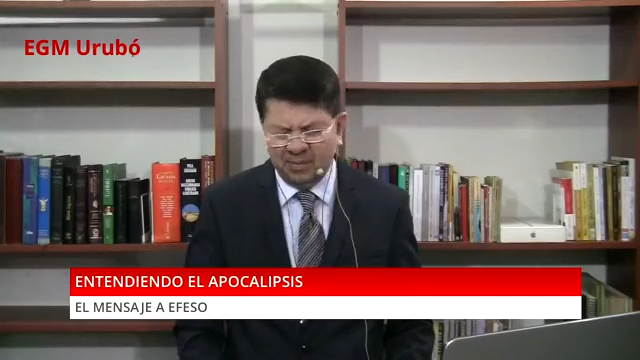 EGM Urubó
ENTENDIENDO EL APOCALIPSIS
EL MENSAJE A EFESO